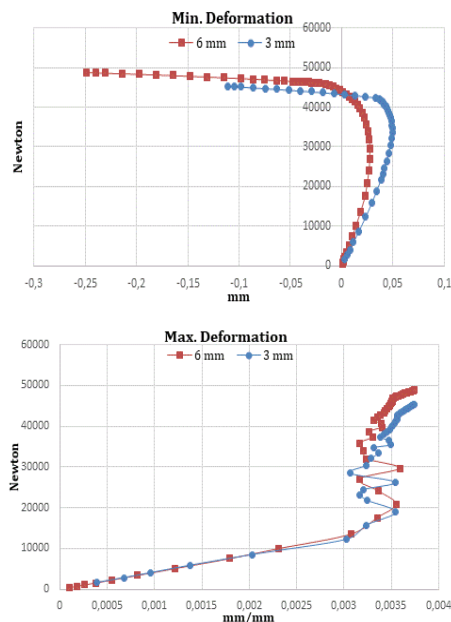 Min. Deformation
6 mm 3 mm
60000
50000
40000
30000
20000
10000
0
Newton
-0,3 -0,25 -0,2 -0,15 -0,1 -0,05 0 0,05 0,1
mm
Max. Deformation
6 mm 3 mm
60000
50000
40000
30000
20000
10000
0
Newton
0 0,0005 0,001 0,0015 0,002 0,0025 0,003 0,0035 0,004
mm/mm